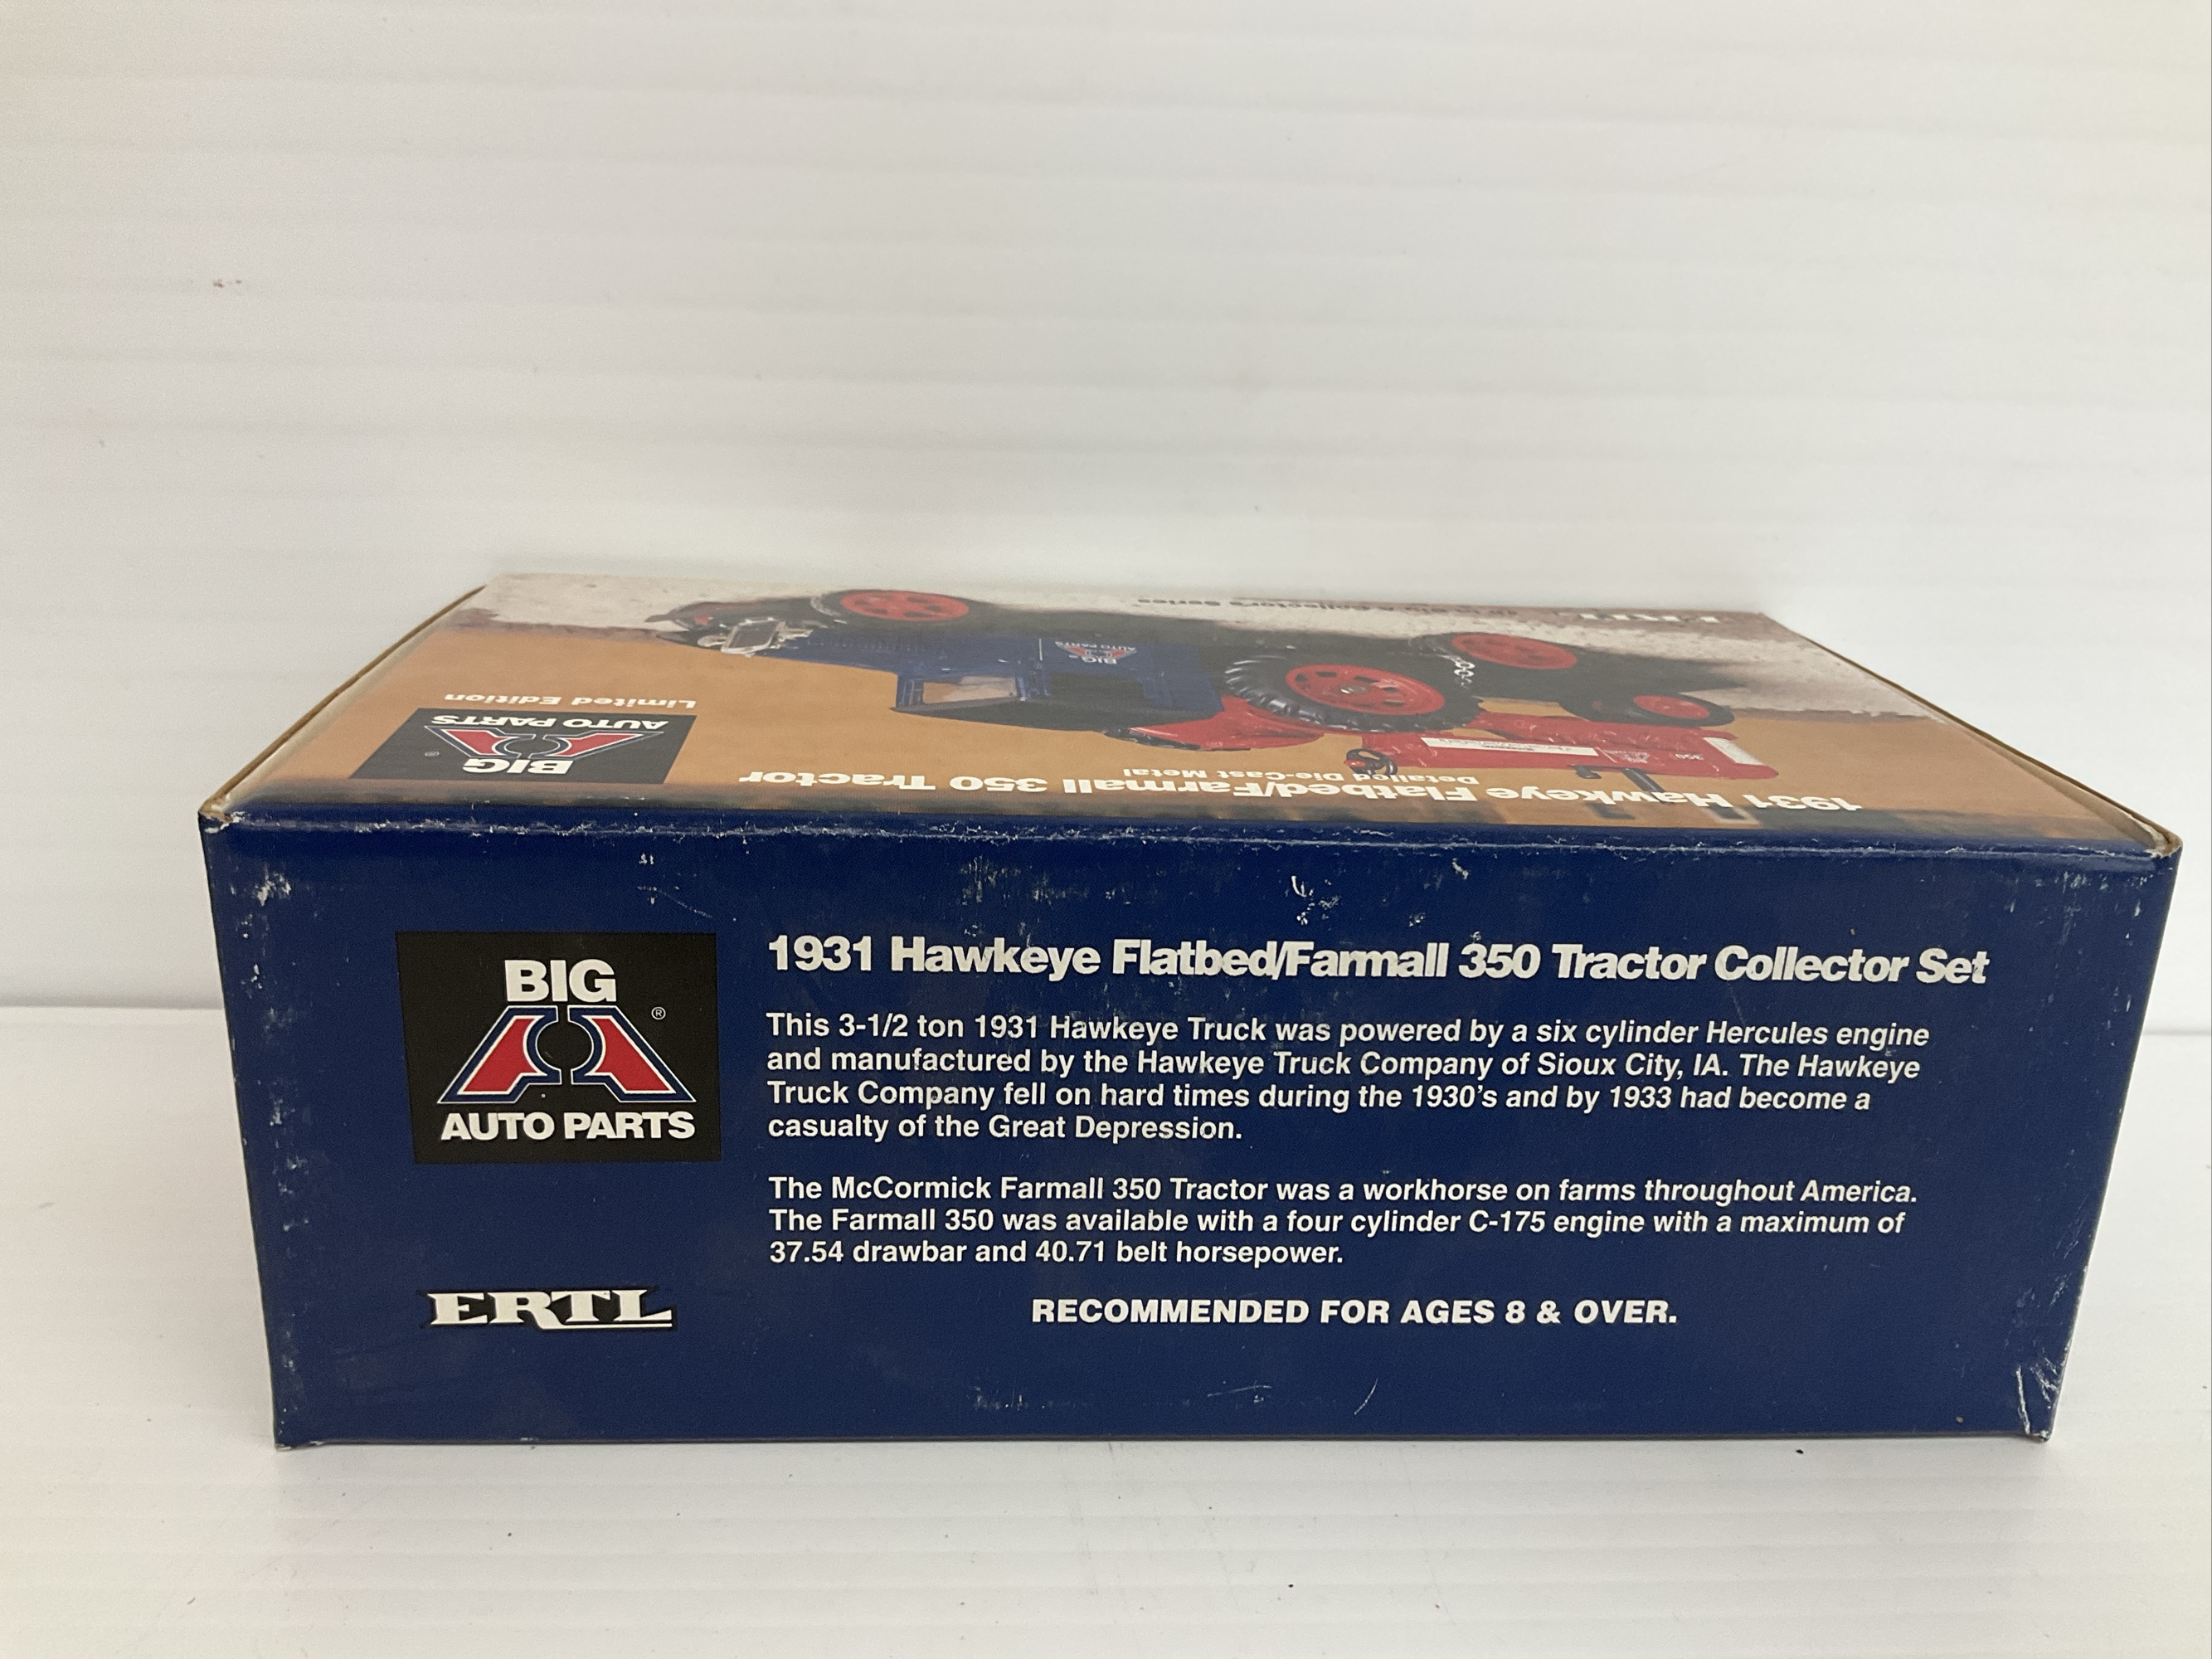 Limited Edition
BIG
AUTO PARTS
®
1931 Hawkeye Flatbed/Farmall 350 Tractor
Detailed Die-Cast Metal
BIG
AUTO PARTS
350
ERTL
BIG
®
AUTO PARTS
1931 Hawkeye Flatbed/Farmall 350 Tractor Collector Set
This 3-1/2 ton 1931 Hawkeye Truck was powered by a six cylinder Hercules engine
and manufactured by the Hawkeye Truck Company of Sioux City, IA. The Hawkeye
Truck Company fell on hard times during the 1930's and by 1933 had become a
casualty of the Great Depression.
The McCormick Farmall 350 Tractor was a workhorse on farms throughout America.
The Farmall 350 was available with a four cylinder C-175 engine with a maximum of
37.54 drawbar and 40.71 belt horsepower.
ERTL
RECOMMENDED FOR AGES 8 & OVER.